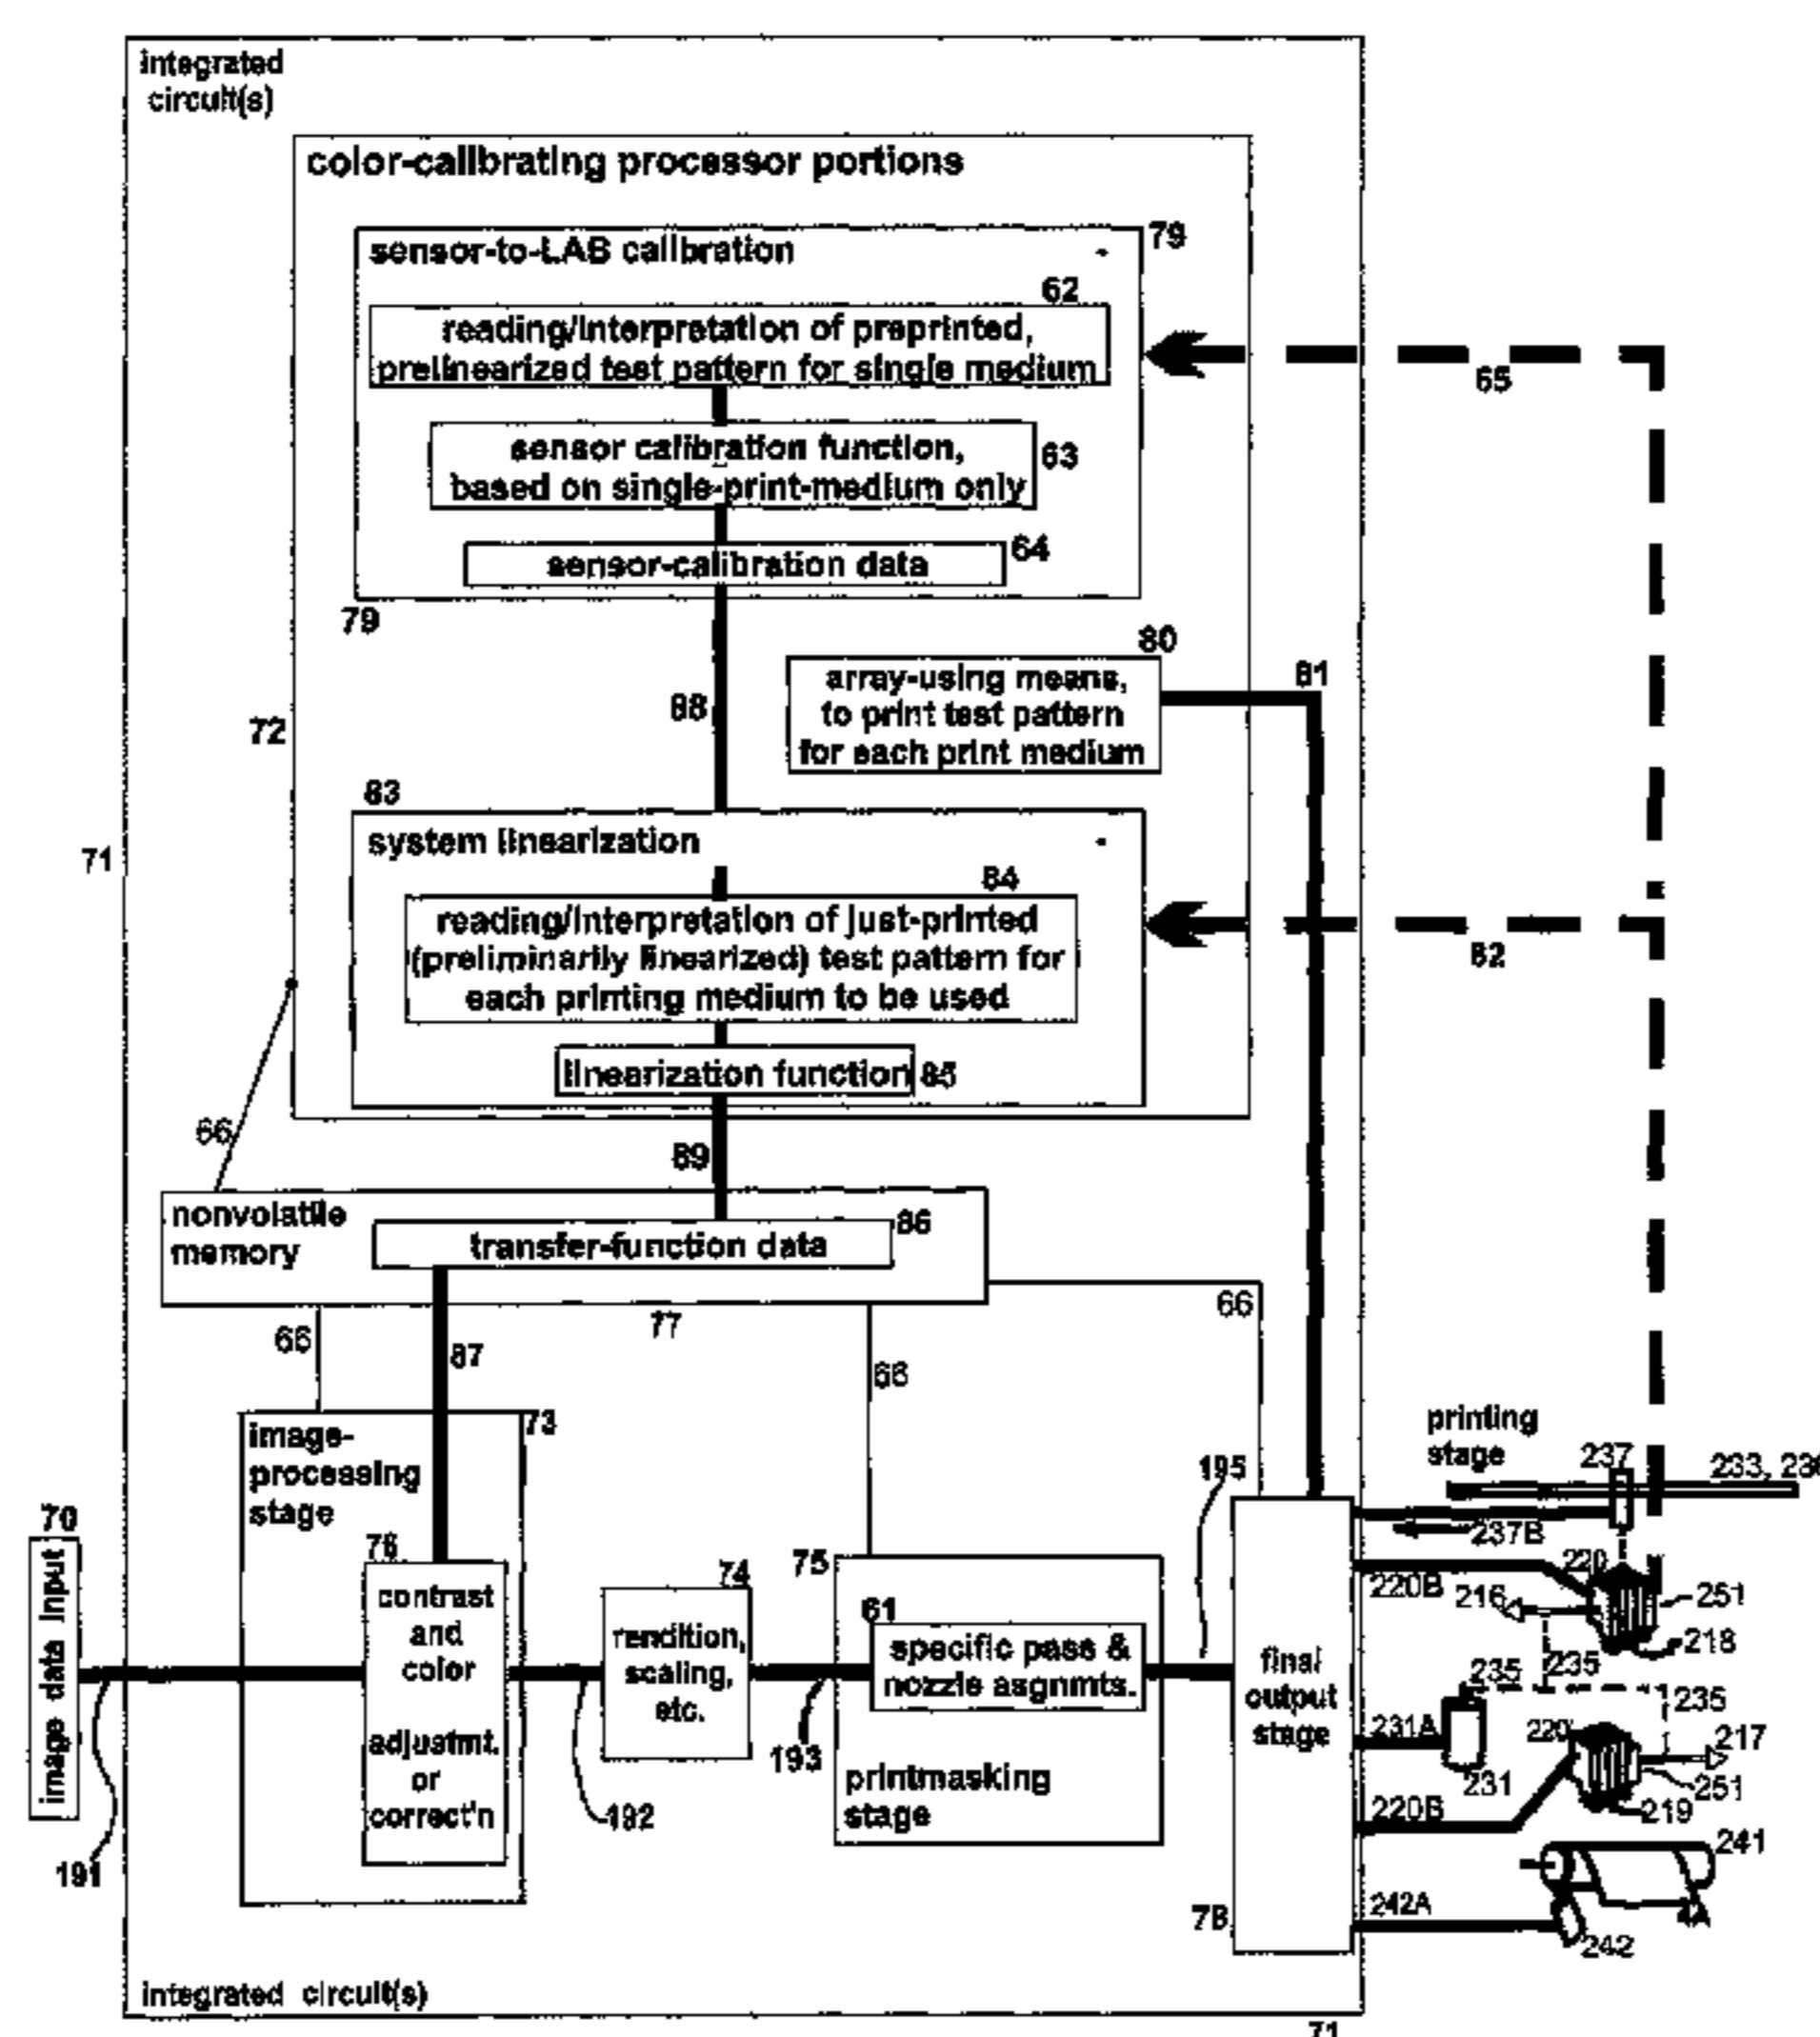 integrated
circuit(s)
color-calibrating processor portions
sensor-to-LAB calibration
79
62
reading/interpretation of preprinted,
prelinearized test pattern for single medium
65
sensor calibration function,
based on single-print-medium only
63
sensor-calibration data
64
79
80
array-using means,
to print test pattern
for each print medium
81
88
72
83
system linearization
71
84
reading/interpretation of just-printed
(preliminarily linearized) test pattern for
each printing medium to be used
82
linearization function
85
66
89
nonvolatile
memory
86
transfer-function data
66
77
87
66
66
image-
processing
stage
73
printing
stage
237
233,
195
237B
70
image data input
76
contrast
and
color
adjustmt.
or
correct'n
74
rendition,
scaling,
etc.
75
61
specific pass &
nozzle asgnmts.
printmasking
stage
final
output
stage
220B
216
220
251
218
235
235
235
231A
231
220
217
251
219
220B
241
191
192
193
78
242A
4A
242
integrated circuit(s)
71